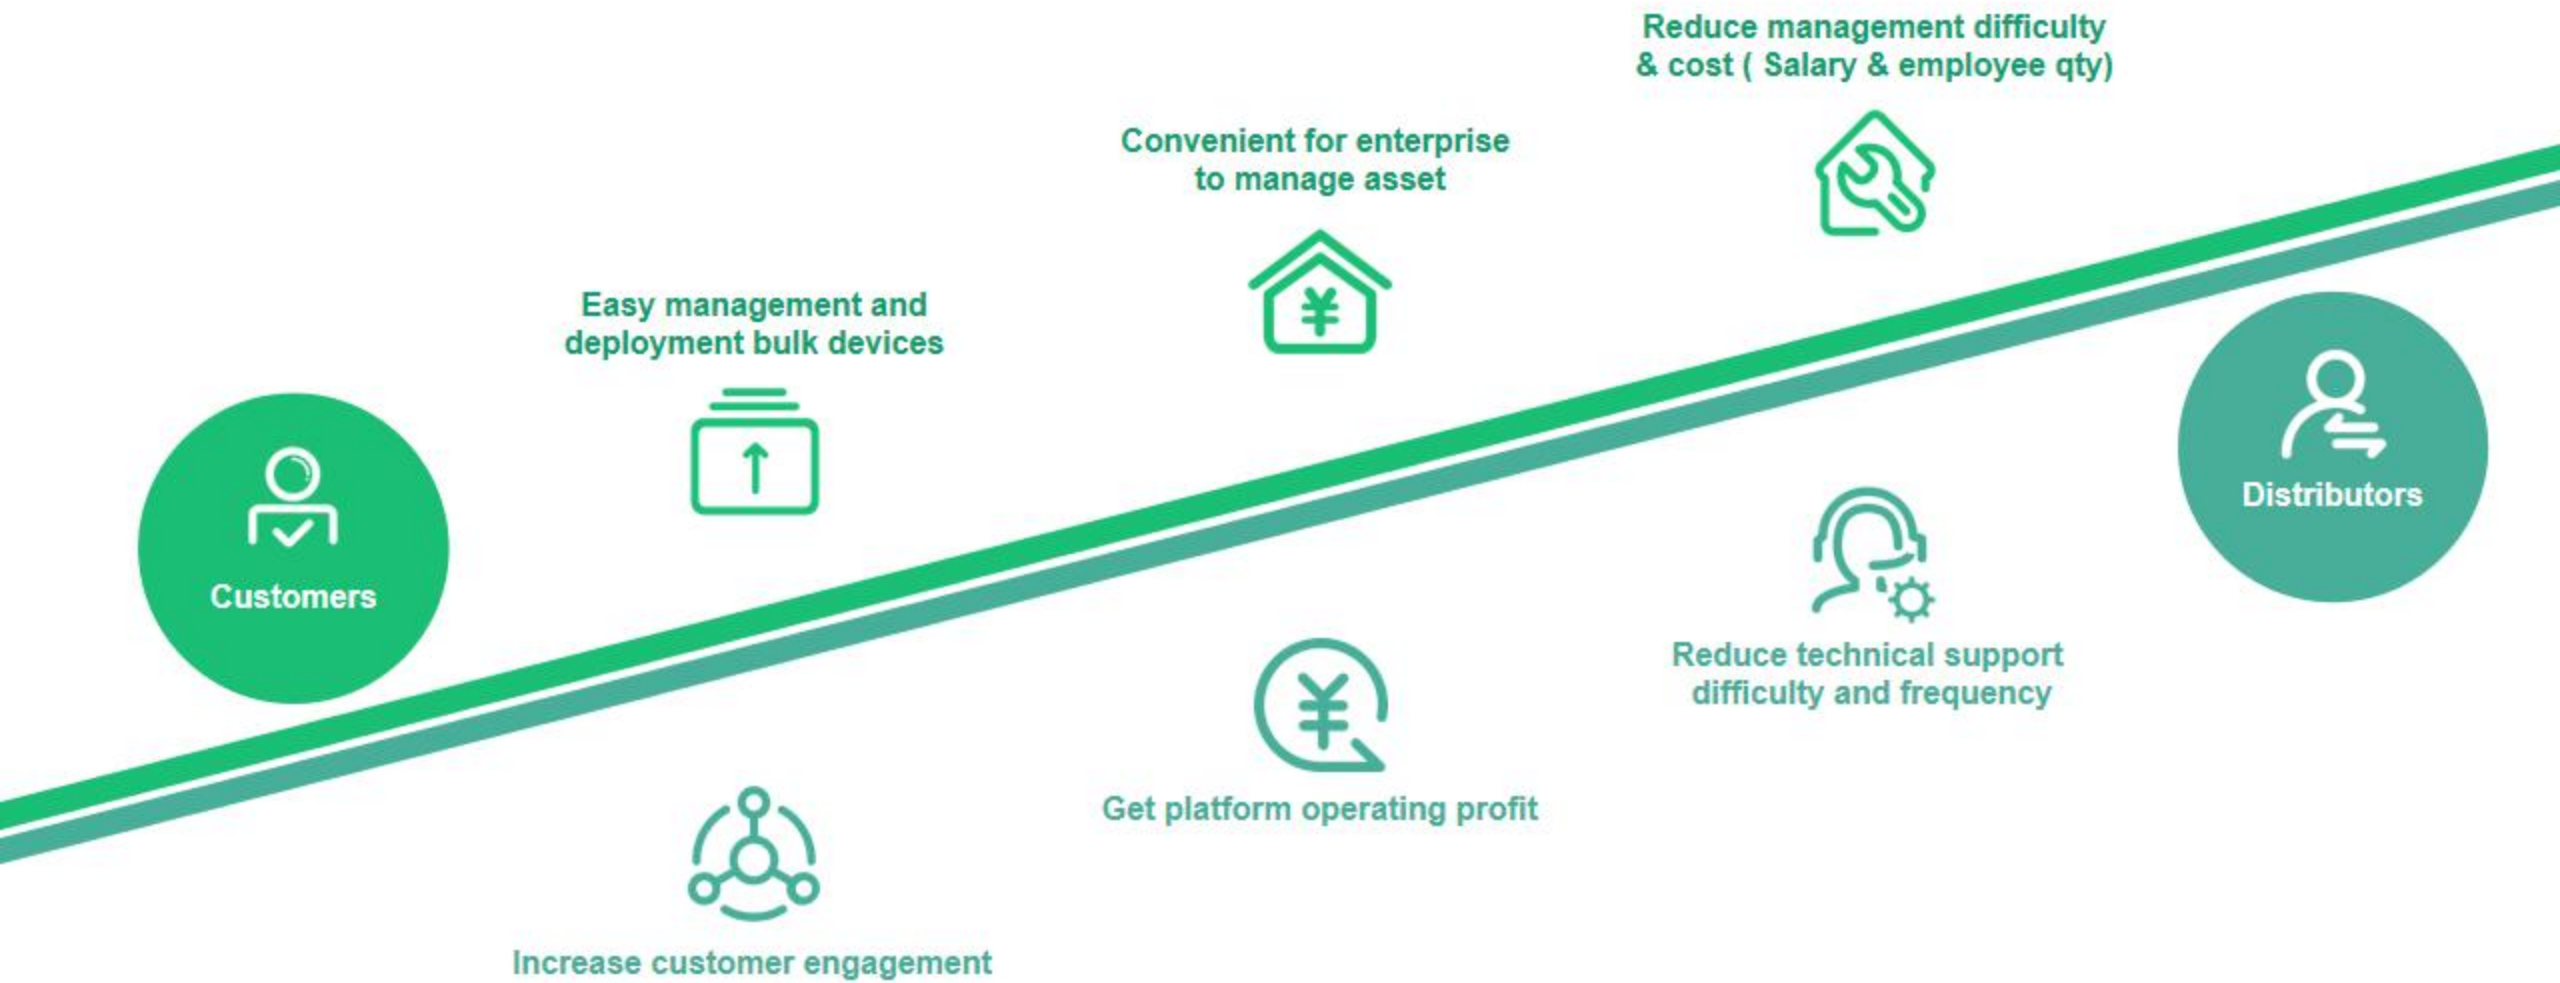 Reduce management difficulty
& cost ( Salary & employee qty)
Convenient for enterprise
to manage asset
Easy management and
deployment bulk devices
Customers
Distributors
Reduce technical support
difficulty and frequency
Get platform operating profit
Increase customer engagement